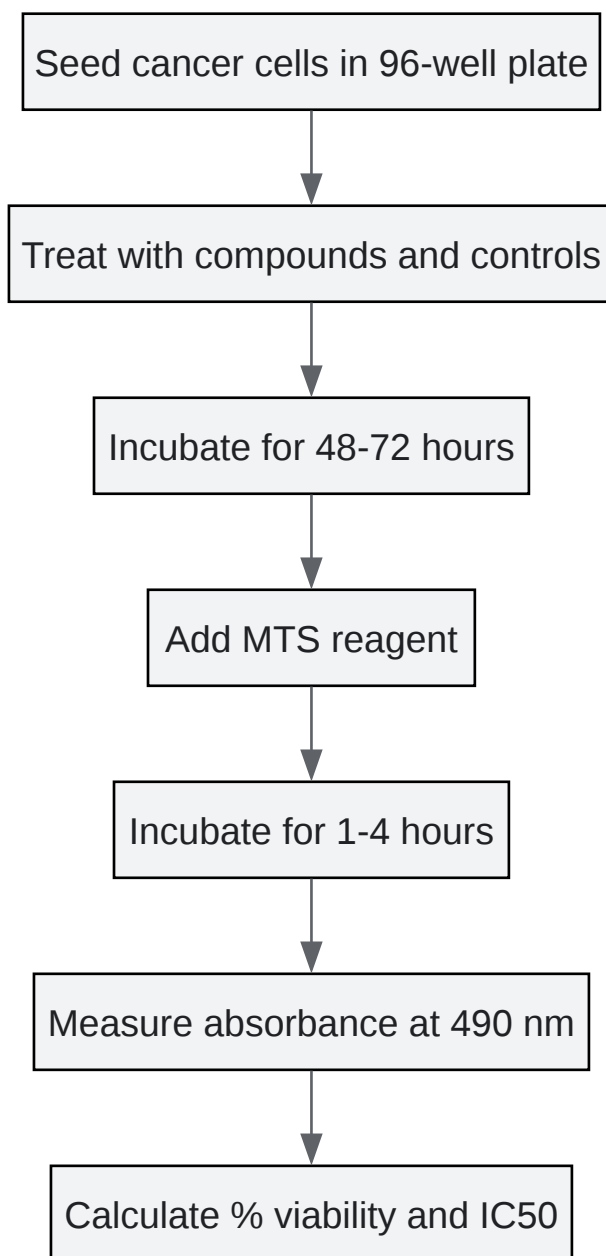 Seed cancer cells in 96-well plate
Treat with compounds and controls
Incubate for 48-72 hours
Add MTS reagent
Incubate for 1-4 hours
Measure absorbance at 490 nm
Calculate % viability and IC50